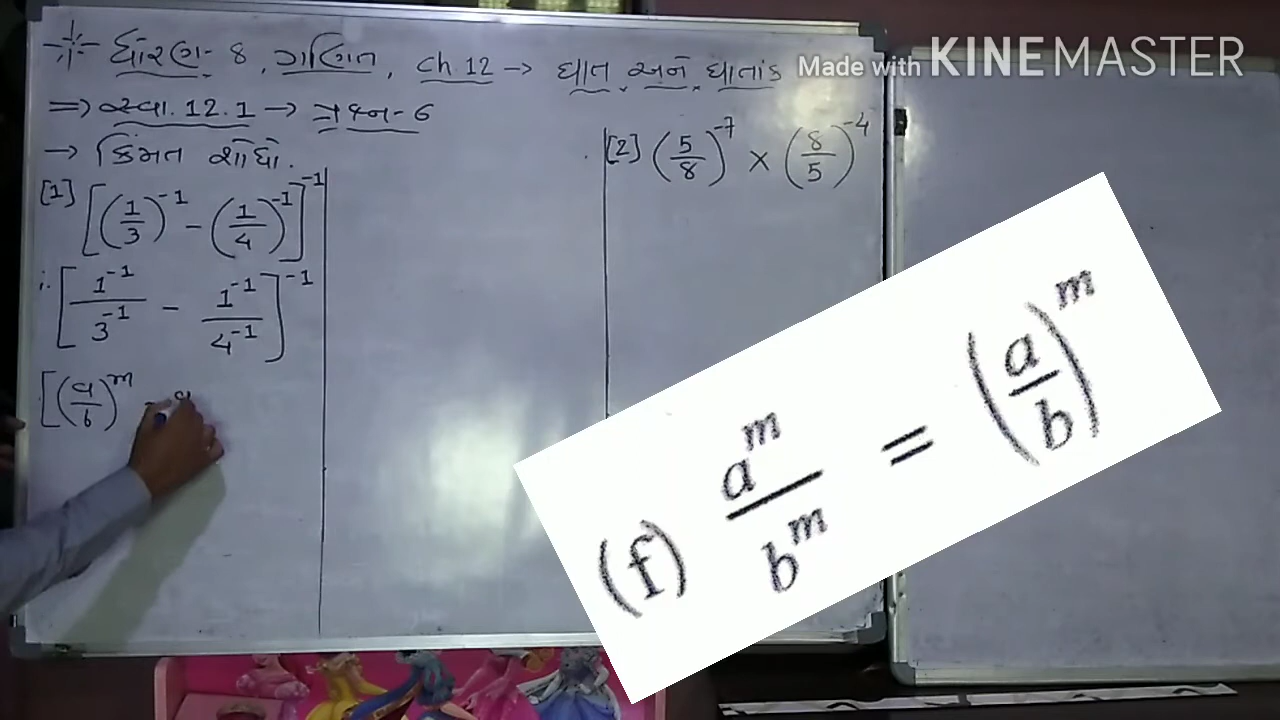 ધોરણ- 8 , ગણિત , Ch 12 → ઘાત અને ઘાતાંક
⇒ સ્વા. 12.1 → પ્રશ્ન - 6
→ કિંમત શોધો.
[1] [(1/3)^-1 - (1/4)^-1]^-1
∴ [1^-1/3^-1 - 1^-1/4^-1]^-1
[(a/b)^m = a
[2] (5/8)^-7 × (8/5)^-4
Made with KINEMASTER
(f) a^m/b^m = (a/b)^m